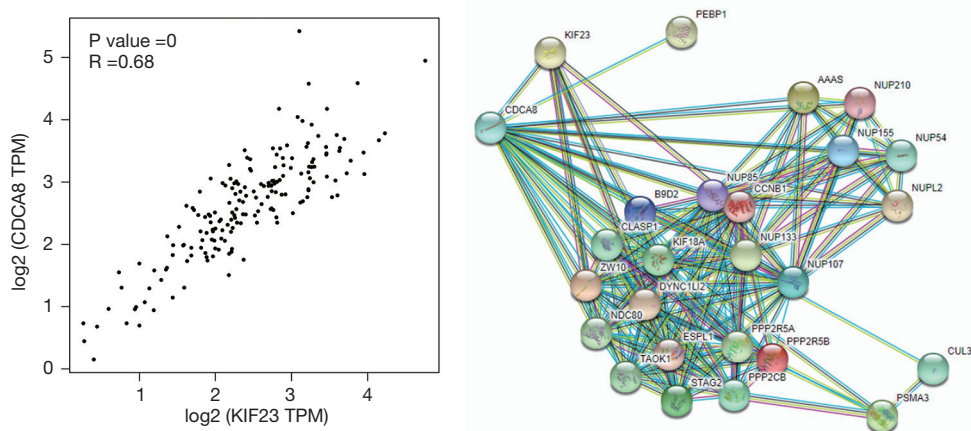 P value =0
R =0.68
log2 (CDCA8 TPM)
5
4
3
2
1
0
1
2
3
4
log2 (KIF23 TPM)
PEBP1
KIF23
AAAS
NUP210
CDCA8
NUP155
NUP54
NUP85
CCNB1
NUPL2
B9D2
CLASP1
KIF18A
NUP133
ZW10
NUP107
DYNC1LI2
NDC80
ESPL1
PPP2R5A
PPP2R5B
TAOK1
CUL3
STAG2
PPP2CB
PSMA3